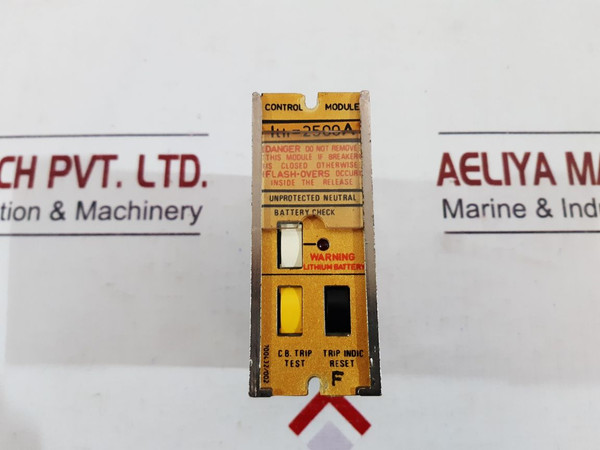 CONTROL MODULE
Ith=2500A
DANGER DO NOT REMOVE
THIS MODULE IF BREAKER
IS CLOSED OTHERWISE
FLASH-OVERS OCCUR
INSIDE THE RELEASE
UNPROTECTED NEUTRAL
BATTERY CHECK
WARNING
LITHIUM BATTERY
C.B. TRIP TEST
TRIP INDIC RESET
F
CH PVT. LTD.
tion & Machinery
AELIYA MA
Marine & Indu